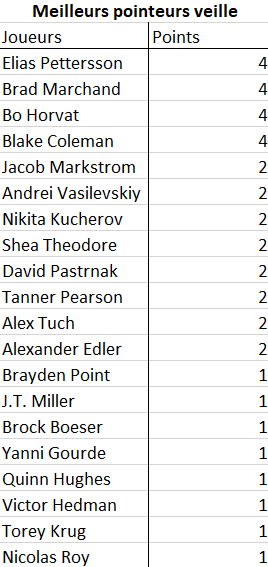 Meilleurs pointeurs veille
Joueurs Points
Elias Pettersson 4
Brad Marchand 4
Bo Horvat 4
Blake Coleman 4
Jacob Markstrom 2
Andrei Vasilevskiy 2
Nikita Kucherov 2
Shea Theodore 2
David Pastrnak 2
Tanner Pearson 2
Alex Tuch 2
Alexander Edler 2
Brayden Point 1
J.T. Miller 1
Brock Boeser 1
Yanni Gourde 1
Quinn Hughes 1
Victor Hedman 1
Torey Krug 1
Nicolas Roy 1